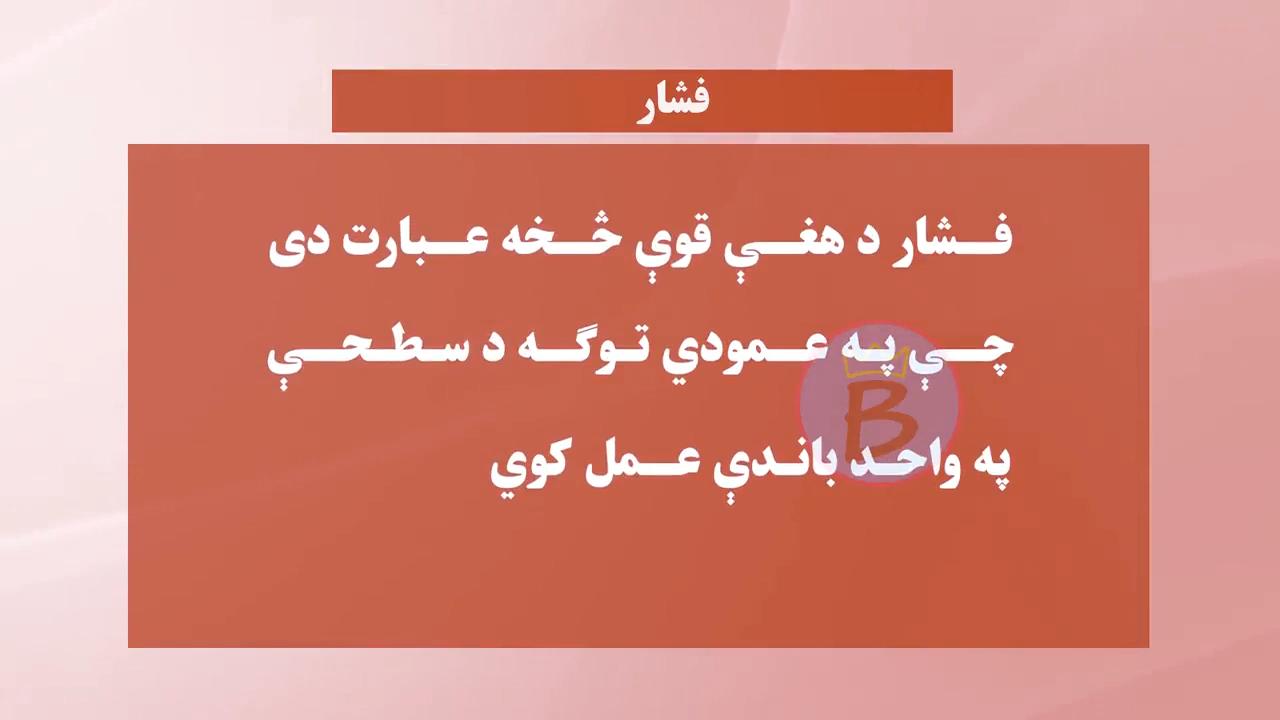 فشار
فشار د هغې قوې څخه عبارت دی
چې په عمودي توګه د سطحې
په واحد باندې عمل کوي
B